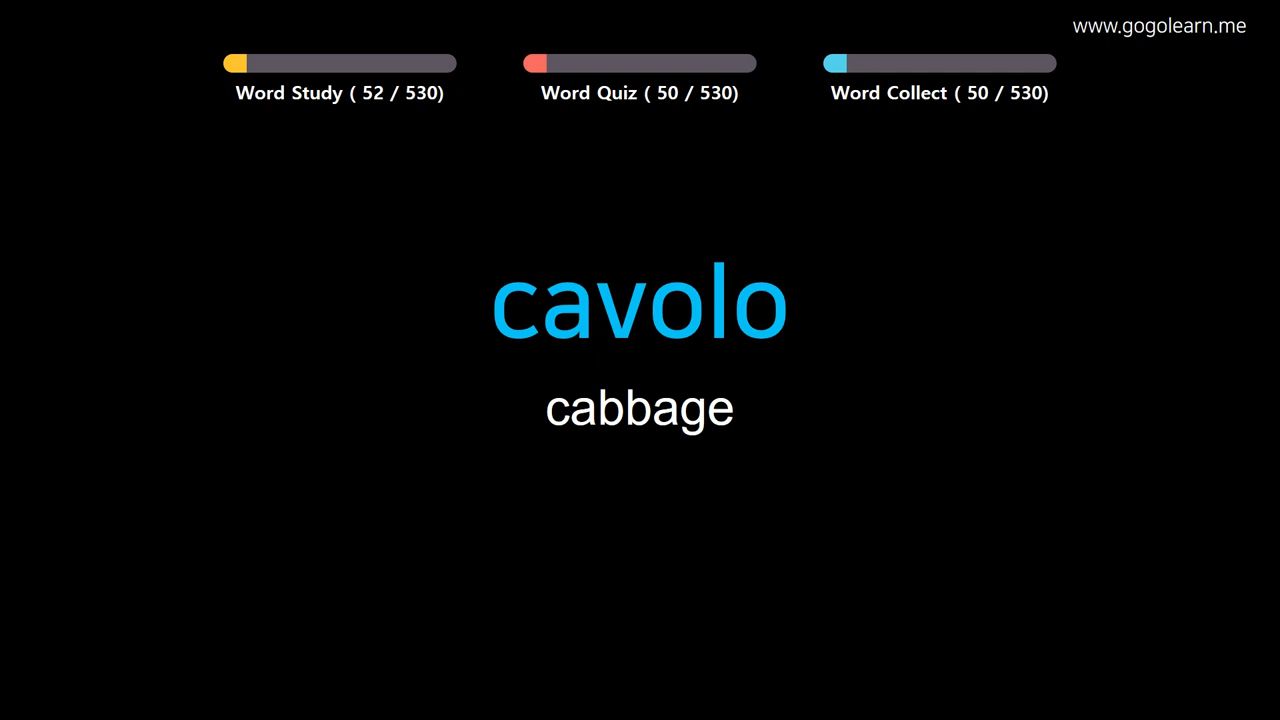 www.gogolearn.me
Word Study ( 52 / 530)
Word Quiz ( 50 / 530)
Word Collect ( 50 / 530)
cavolo
cabbage